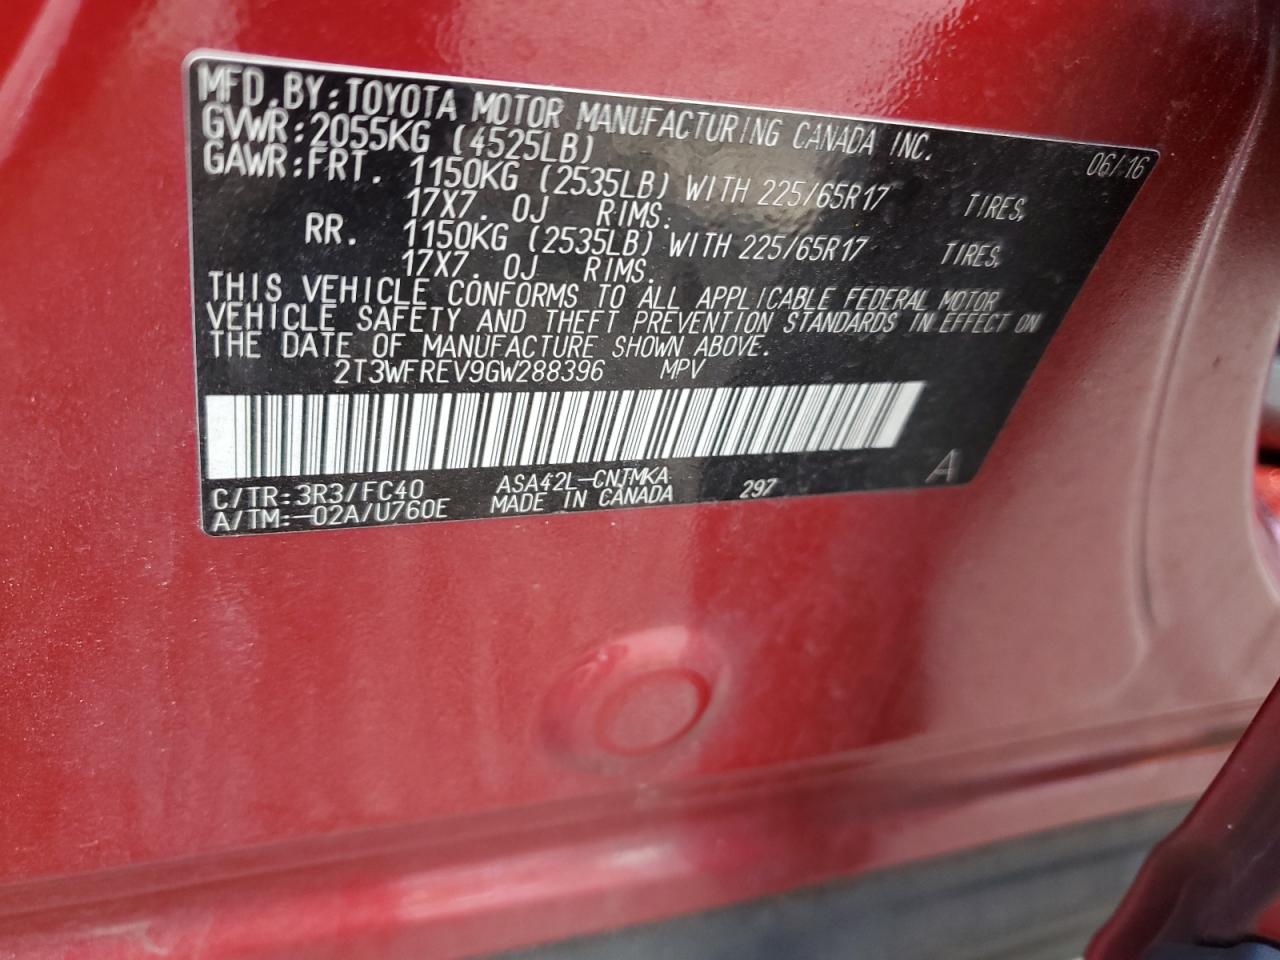 MFD.BY:TOYOTA MOTOR MANUFACTURING CANADA INC. 06/16
GVWR:2055KG (4525LB)
GAWR:FRT. 1150KG (2535LB) WITH 225/65R17 TIRES,
17X7.0J RIMS.
RR. 1150KG (2535LB) WITH 225/65R17 TIRES,
17X7.0J RIMS.
THIS VEHICLE CONFORMS TO ALL APPLICABLE FEDERAL MOTOR
VEHICLE SAFETY AND THEFT PREVENTION STANDARDS IN EFFECT ON
THE DATE OF MANUFACTURE SHOWN ABOVE.
2T3WFREV9GW288396 MPV
C/TR:3R3/FC40 ASA42L-CNTMKA 297 A
A/TM:-02A/U760E MADE IN CANADA